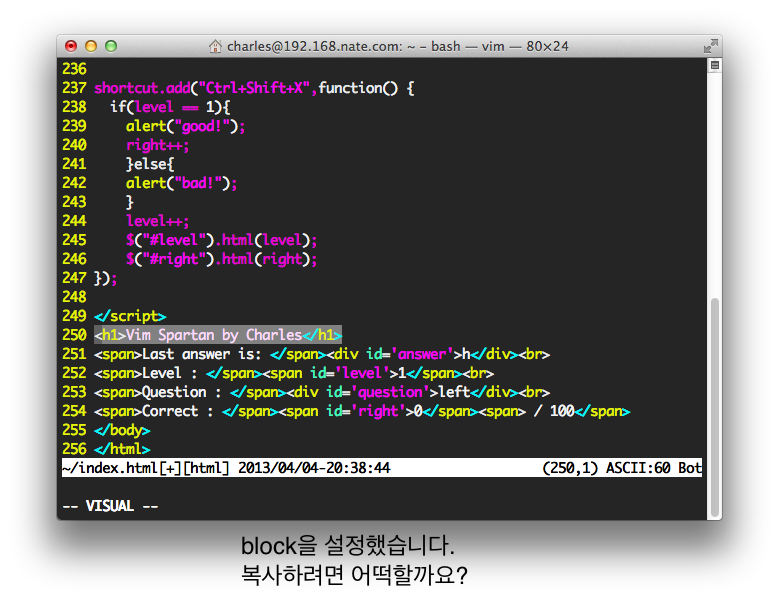 charles@192.168.nate.com: ~ – bash — vim — 80×24
236
237 shortcut.add("Ctrl+Shift+X",function() {
238   if(level == 1){
239     alert("good!");
240     right++;
241     }else{
242     alert("bad!");
243     }
244     level++;
245     $("#level").html(level);
246     $("#right").html(right);
247 });
248
249 </script>
250 <h1>Vim Spartan by Charles</h1>
251 <span>Last answer is: </span><div id='answer'>h</div><br>
252 <span>Level : </span><span id='level'>1</span><br>
253 <span>Question : </span><div id='question'>left</div><br>
254 <span>Correct : </span><span id='right'>0</span><span> / 100</span>
255 </body>
256 </html>
~/index.html[+][html] 2013/04/04-20:38:44 (250,1) ASCII:60 Bot
-- VISUAL --
block을 설정했습니다.
복사하려면 어떡할까요?